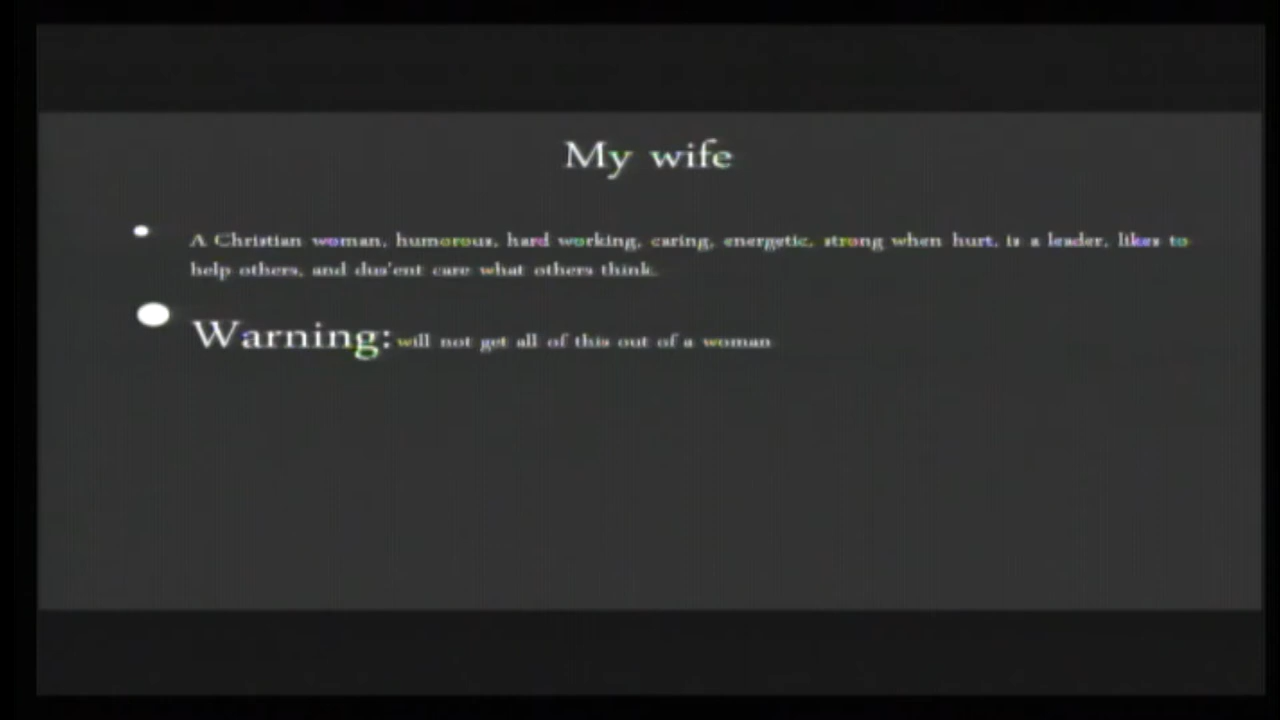 My wife
A Christian woman, humorous, hard working, caring, energetic, strong when hurt, is a leader, likes to
help others, and dus'ent care what others think.
Warning: will not get all of this out of a woman